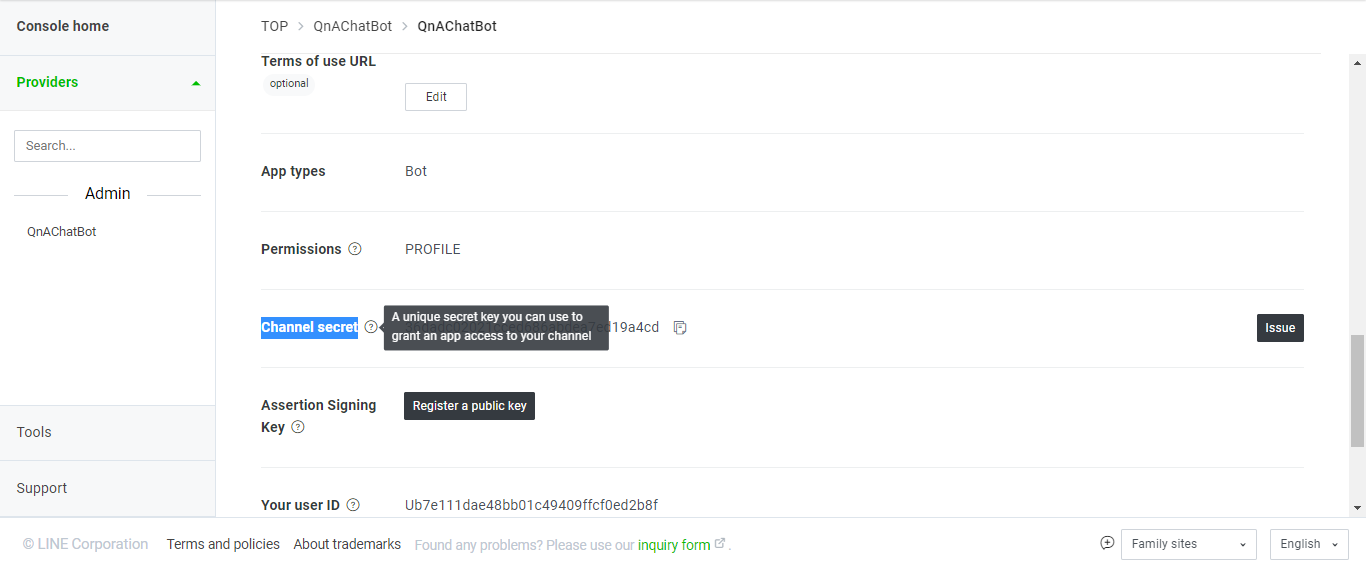 Console home
TOP > QnAChatBot > QnAChatBot
Providers
Search...
Admin
QnAChatBot
Tools
Support
Terms of use URL
optional
Edit
App types
Bot
Permissions ?
PROFILE
Channel secret ?
A unique secret key you can use to
grant an app access to your channel
19a4cd
Issue
Assertion Signing
Key ?
Register a public key
Your user ID ?
Ub7e111dae48bb01c49409ffcf0ed2b8f
© LINE Corporation Terms and policies About trademarks Found any problems? Please use our inquiry form .
Family sites
English